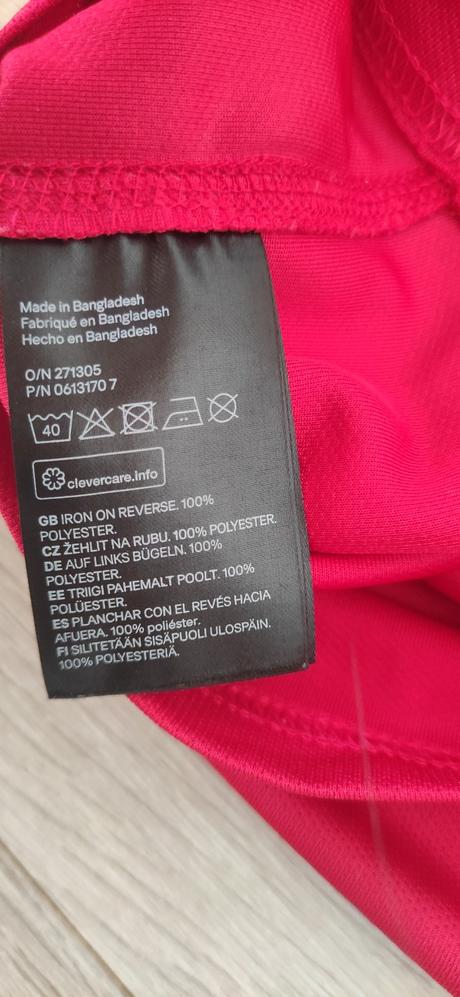 Made in Bangladesh
Fabriqué en Bangladesh
Hecho en Bangladesh
O/N 271305
P/N 0613170 7
40
clevercare.info
GB IRON ON REVERSE. 100%
POLYESTER.
CZ ŽEHLIT NA RUBU. 100% POLYESTER.
DE AUF LINKS BÜGELN. 100%
POLYESTER.
EE TRIIGI PAHEMALT POOLT. 100%
POLÜESTER.
ES PLANCHAR CON EL REVÉS HACIA
AFUERA. 100% poliéster.
FI SILITETÄÄN SISÄPUOLI ULOSPÄIN.
100% POLYESTERIÄ.